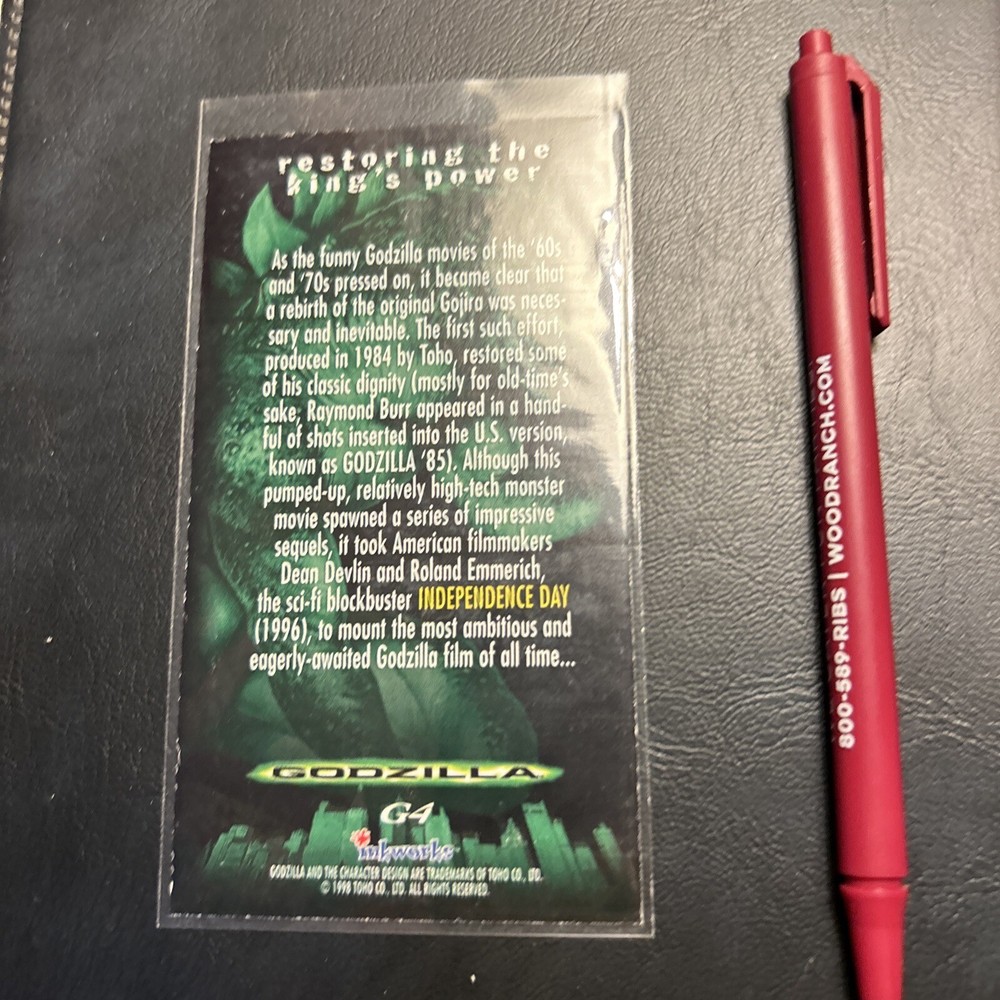 restoring the
king's power
As the funny Godzilla movies of the '60s
and '70s pressed on, it became clear that
a rebirth of the original Gojira was neces-
sary and inevitable. The first such effort,
produced in 1984 by Toho, restored some
of his classic dignity (mostly for old-time's
sake, Raymond Burr appeared in a hand-
ful of shots inserted into the U.S. version,
known as GODZILLA '85). Although this
pumped-up, relatively high-tech monster
movie spawned a series of impressive
sequels, it took American filmmakers
Dean Devlin and Roland Emmerich,
the sci-fi blockbuster INDEPENDENCE DAY
(1996), to mount the most ambitious and
eagerly-awaited Godzilla film of all time...
GODZILLA
G4
inkworks
GODZILLA AND THE CHARACTER DESIGN ARE TRADEMARKS OF TOHO CO., LTD.
© 1998 TOHO CO., LTD. ALL RIGHTS RESERVED.
800-589-RIBS | WOODRANCH.COM